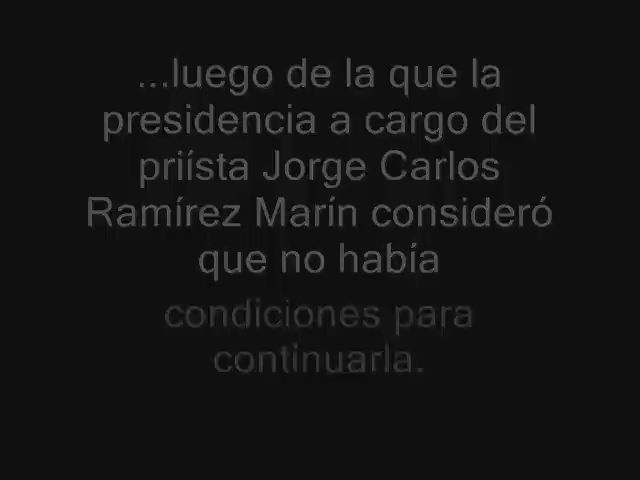 ...luego de la que la
presidencia a cargo del
priísta Jorge Carlos
Ramírez Marín consideró
que no había
condiciones para
continuarla.